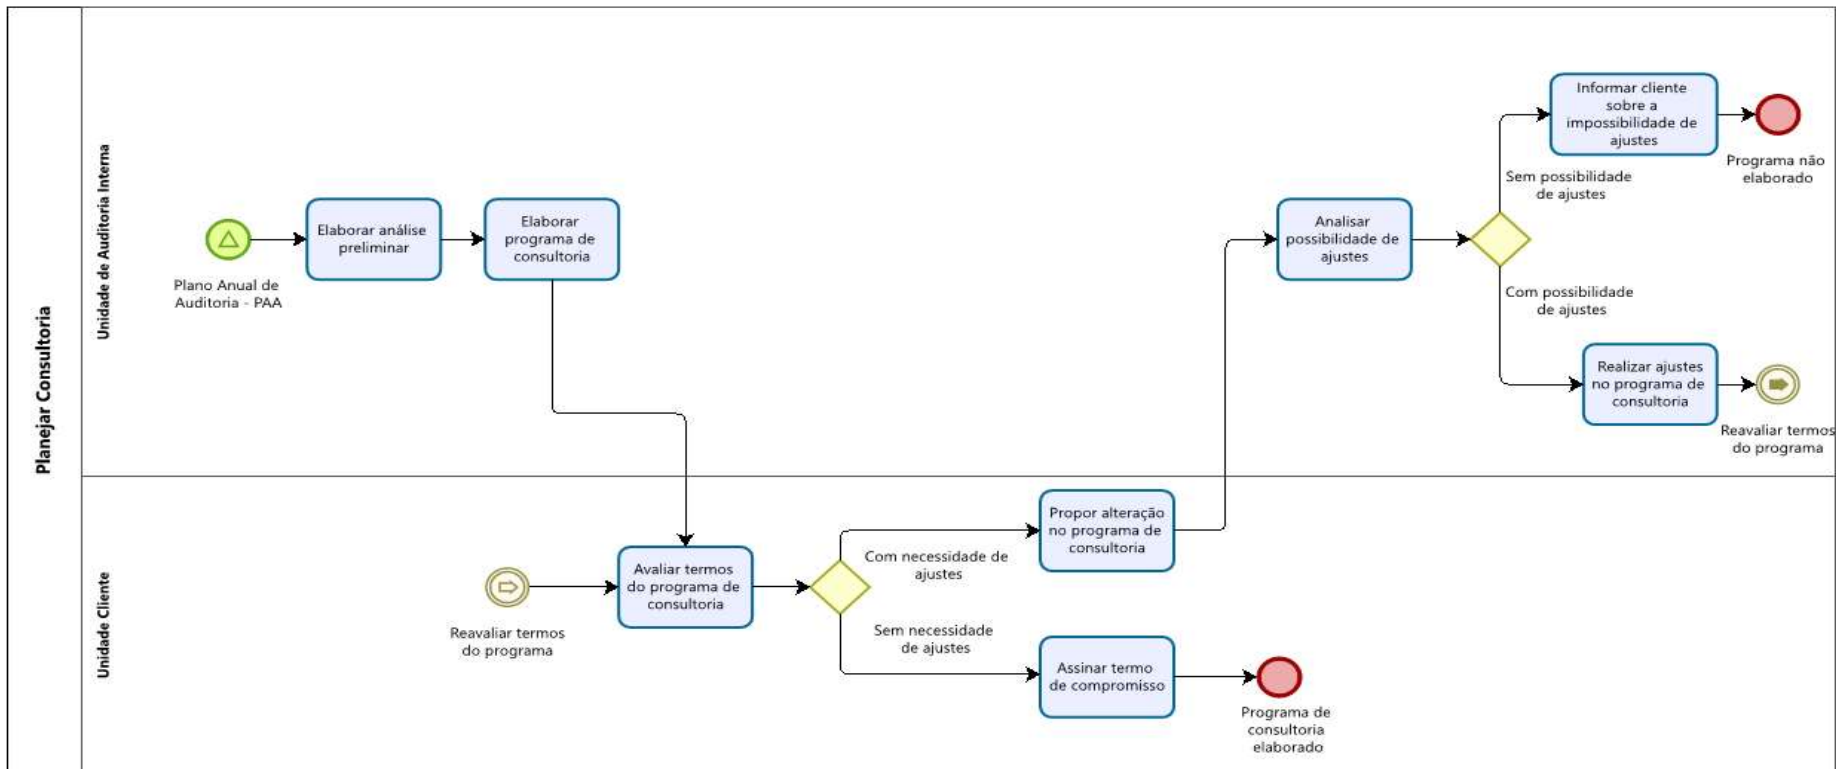 Planejar Consultoria
Unidade de Auditoria Interna
Plano Anual de
Auditoria - PAA
Elaborar análise
preliminar
Elaborar
programa de
consultoria
Analisar
possibilidade de
ajustes
Sem possibilidade
de ajustes
Com possibilidade
de ajustes
Informar cliente
sobre a
impossibilidade de
ajustes
Programa não
elaborado
Realizar ajustes
no programa de
consultoria
Reavaliar termos
do programa
Unidade Cliente
Reavaliar termos
do programa
Avaliar termos
do programa de
consultoria
Com necessidade de
ajustes
Sem necessidade
de ajustes
Propor alteração
no programa de
consultoria
Assinar termo
de compromisso
Programa de
consultoria
elaborado